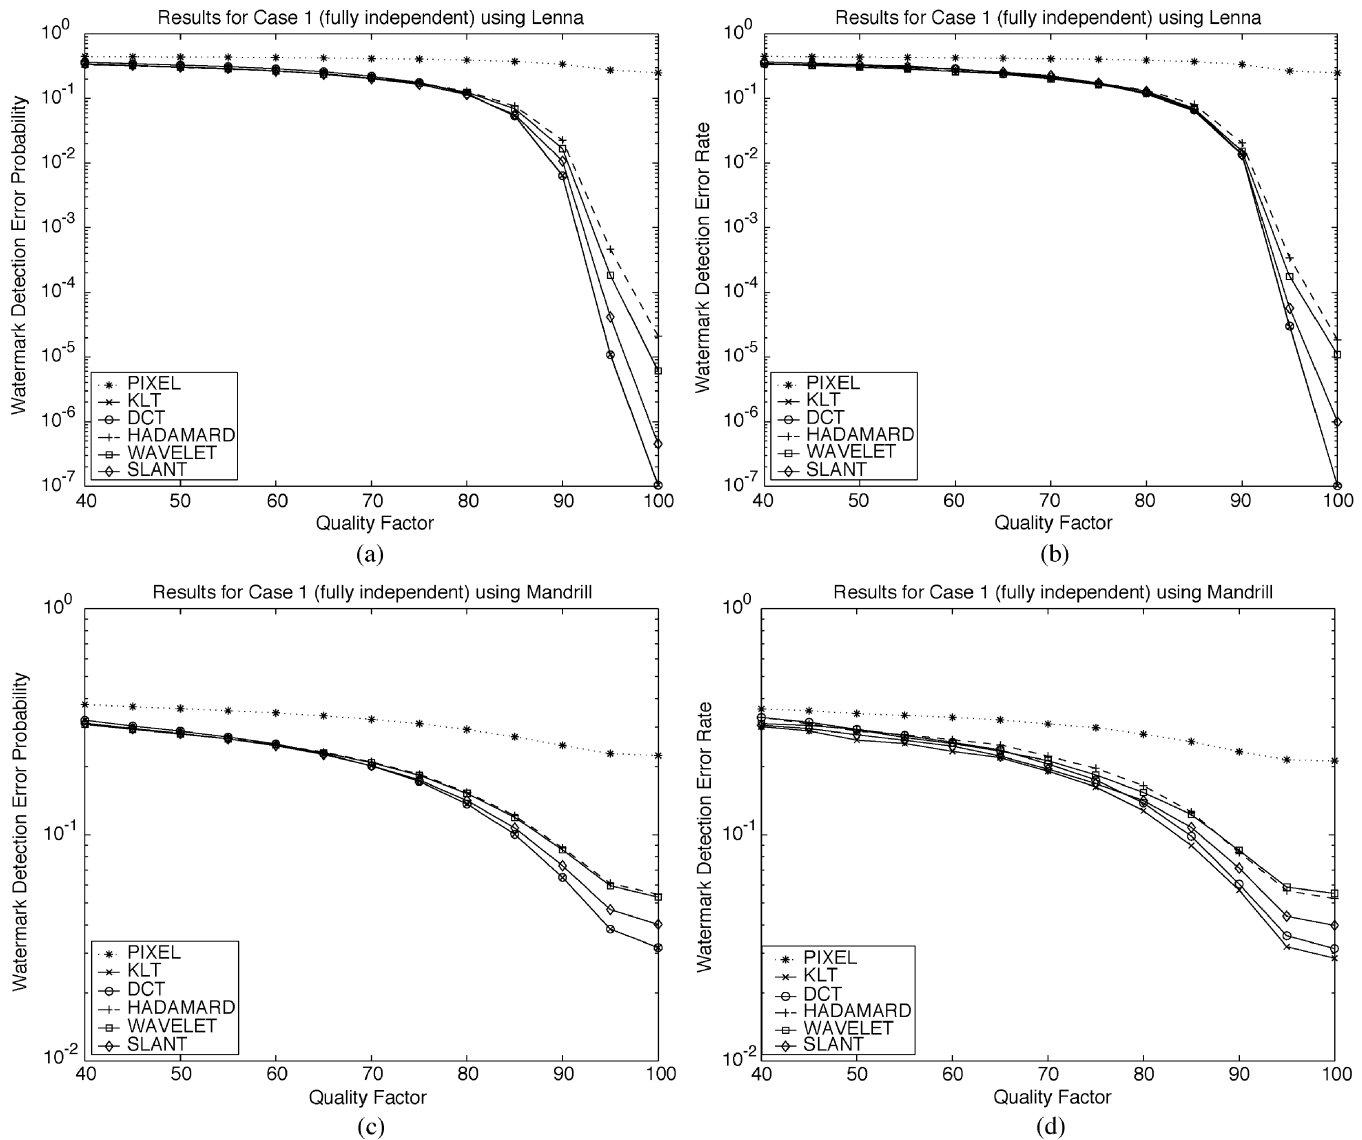 Results for Case 1 (fully independent) using Lenna
10^0
10^-1
10^-2
10^-3
10^-4
10^-5
10^-6
10^-7
Watermark Detection Error Probability
PIXEL
KLT
DCT
HADAMARD
WAVELET
SLANT
40 50 60 70 80 90 100
Quality Factor
(a)
Results for Case 1 (fully independent) using Lenna
10^0
10^-1
10^-2
10^-3
10^-4
10^-5
10^-6
10^-7
Watermark Detection Error Rate
PIXEL
KLT
DCT
HADAMARD
WAVELET
SLANT
40 50 60 70 80 90 100
Quality Factor
(b)
Results for Case 1 (fully independent) using Mandrill
10^0
10^-1
10^-2
Watermark Detection Error Probability
PIXEL
KLT
DCT
HADAMARD
WAVELET
SLANT
40 50 60 70 80 90 100
Quality Factor
(c)
Results for Case 1 (fully independent) using Mandrill
10^0
10^-1
10^-2
Watermark Detection Error Rate
PIXEL
KLT
DCT
HADAMARD
WAVELET
SLANT
40 50 60 70 80 90 100
Quality Factor
(d)